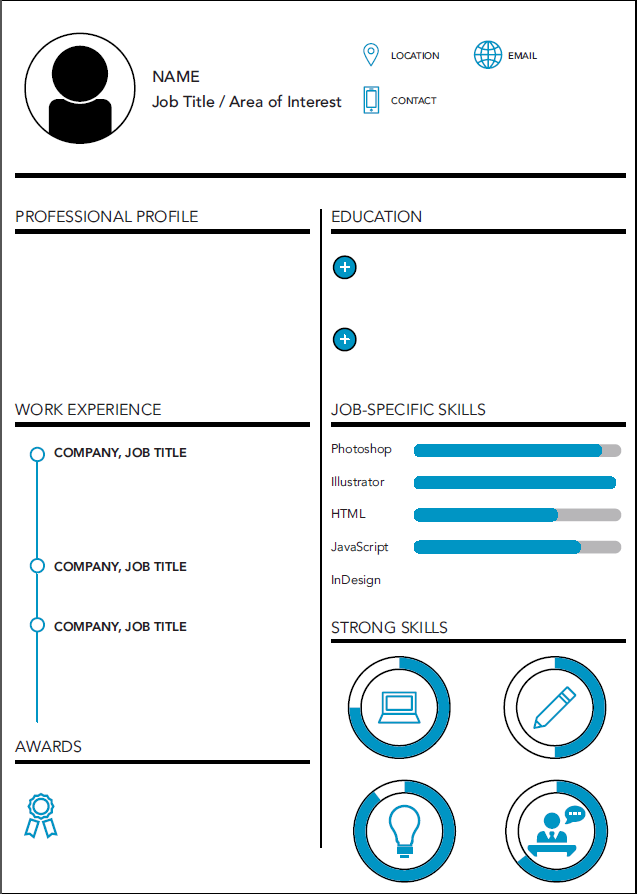 NAME
Job Title / Area of Interest
LOCATION
EMAIL
CONTACT
PROFESSIONAL PROFILE
WORK EXPERIENCE
COMPANY, JOB TITLE
COMPANY, JOB TITLE
COMPANY, JOB TITLE
AWARDS
EDUCATION
JOB-SPECIFIC SKILLS
Photoshop
Illustrator
HTML
JavaScript
InDesign
STRONG SKILLS